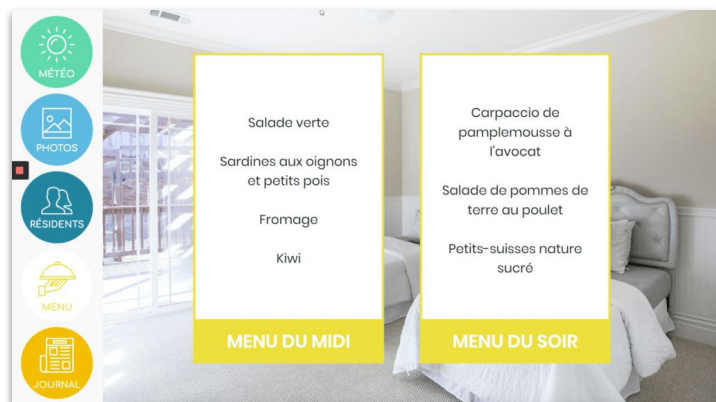 MÉTÉO
PHOTOS
RÉSIDENTS
MENU
JOURNAL
Salade verte
Sardines aux oignons
et petits pois
Fromage
Kiwi
MENU DU MIDI
Carpaccio de
pamplemousse à
l'avocat
Salade de pommes de
terre au poulet
Petits-suisses nature
sucré
MENU DU SOIR